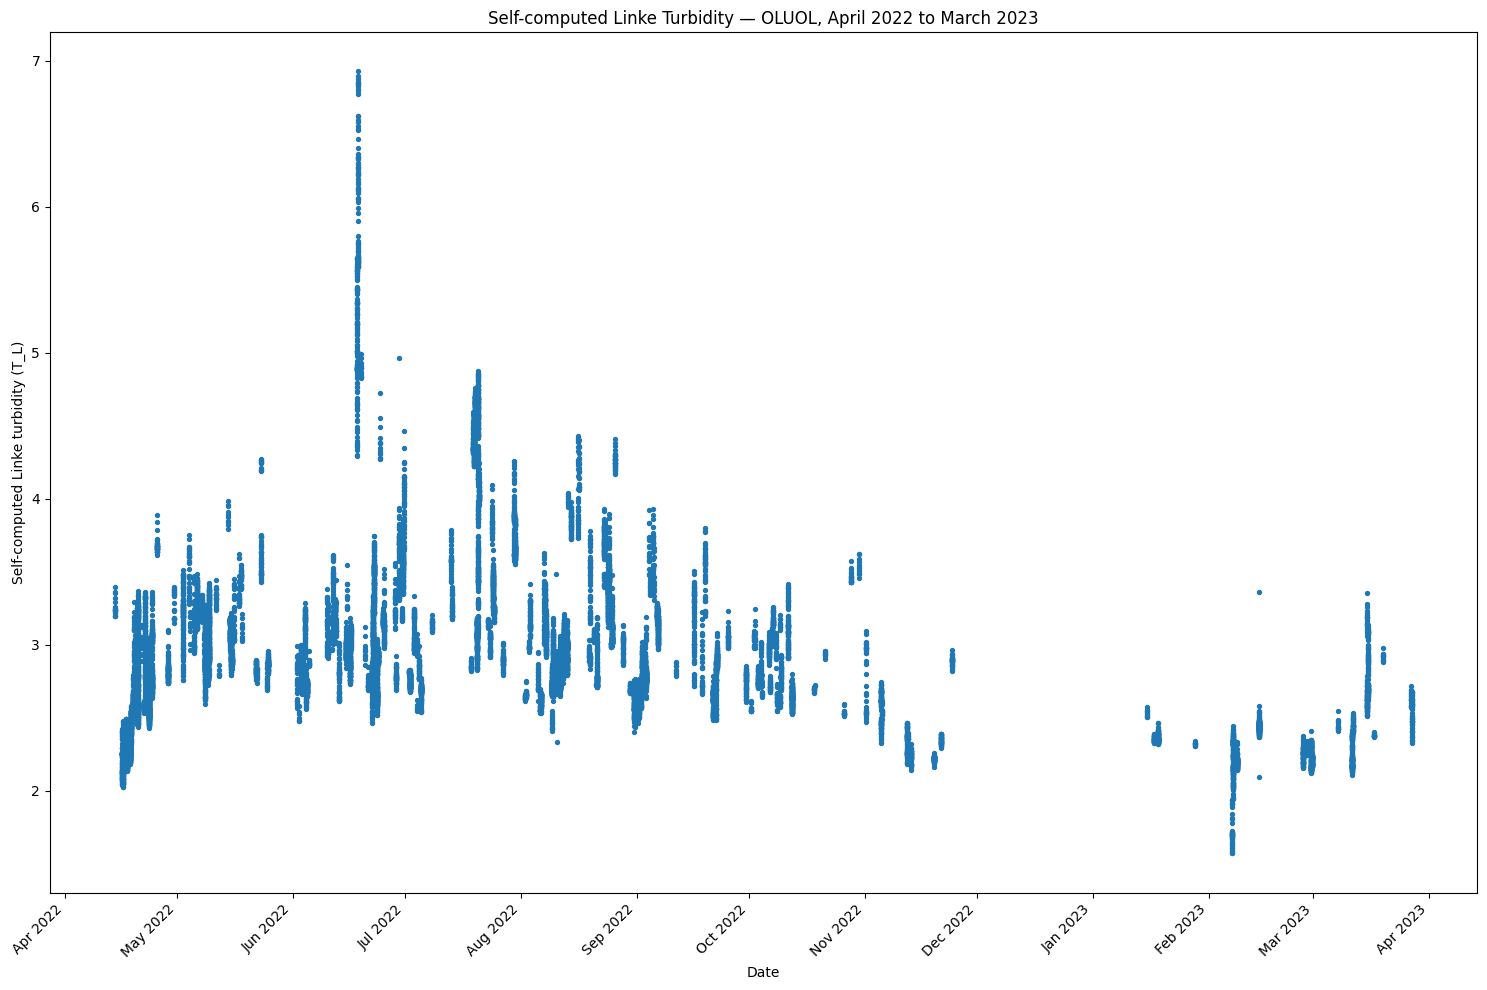 Self-computed Linke Turbidity — OLUOL, April 2022 to March 2023
Self-computed Linke turbidity (T_L)
7
6
5
4
3
2
Apr 2022
May 2022
Jun 2022
Jul 2022
Aug 2022
Sep 2022
Oct 2022
Nov 2022
Dec 2022
Jan 2023
Feb 2023
Mar 2023
Apr 2023
Date